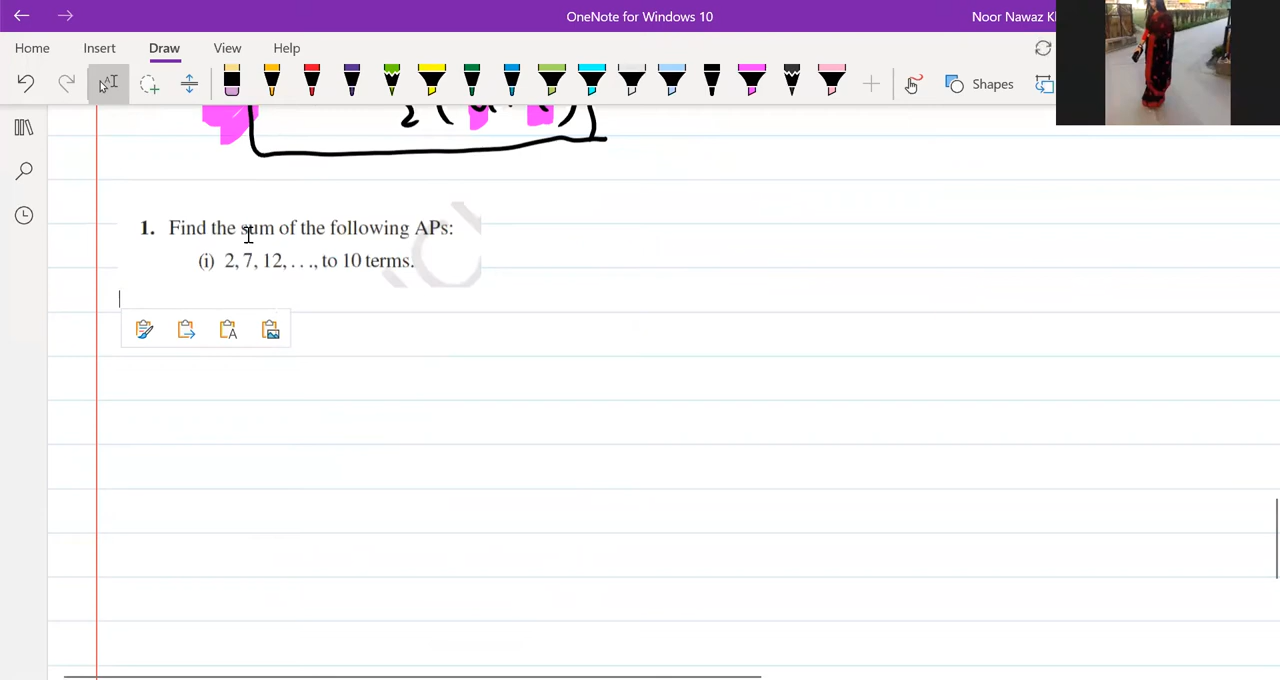 OneNote for Windows 10
Noor Nawaz
Home Insert Draw View Help
Shapes
2 (
1. Find the sum of the following APs:
(i) 2, 7, 12, . . ., to 10 terms.